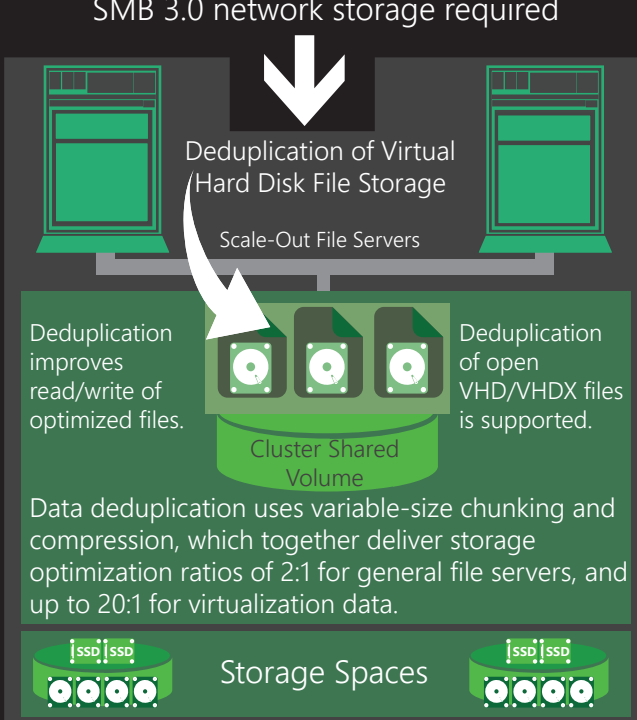 SMB 3.0 network storage required
Deduplication of Virtual
Hard Disk File Storage
Scale-Out File Servers
Deduplication
improves
read/write of
optimized files.
Deduplication
of open
VHD/VHDX files
is supported.
Cluster Shared
Volume
Data deduplication uses variable-size chunking and
compression, which together deliver storage
optimization ratios of 2:1 for general file servers, and
up to 20:1 for virtualization data.
SSD SSD
Storage Spaces
SSD SSD